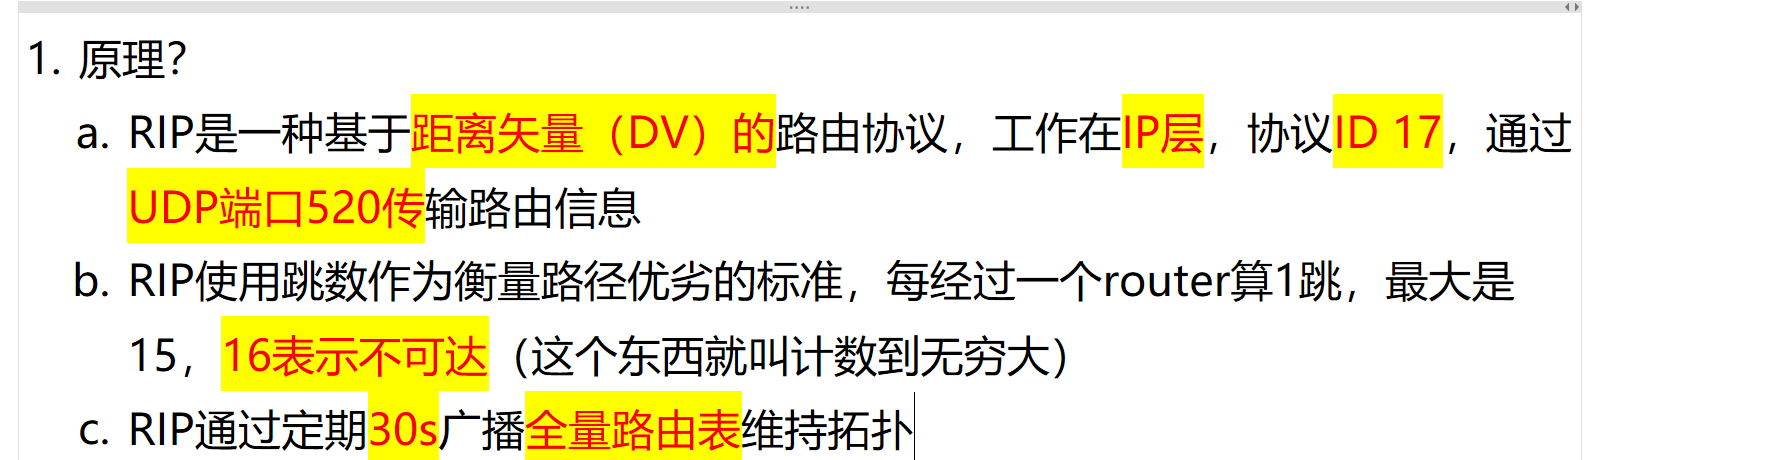 1. 原理？
a. RIP是一种基于距离矢量（DV）的路由协议，工作在IP层，协议ID 17，通过
UDP端口520传输路由信息
b. RIP使用跳数作为衡量路径优劣的标准，每经过一个router算1跳，最大是
15，16表示不可达（这个东西就叫计数到无穷大）
c. RIP通过定期30s广播全量路由表维持拓扑